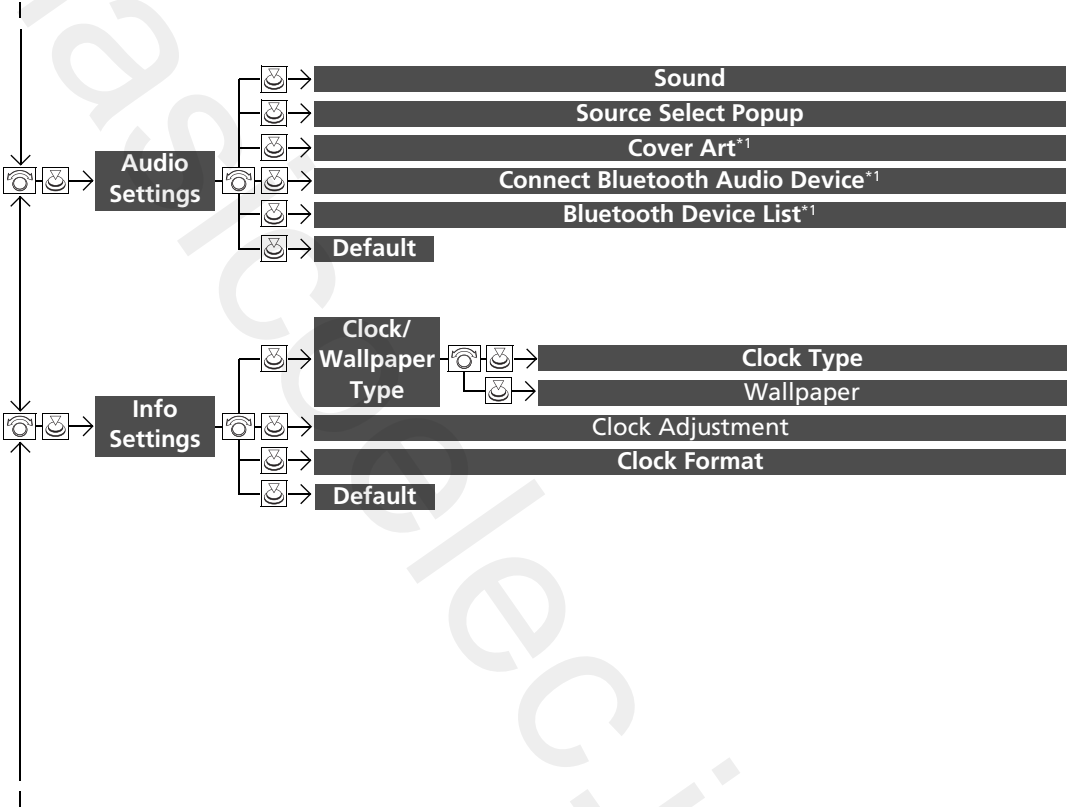 Sound
Source Select Popup
Cover Art*1
Audio
Settings
Connect Bluetooth Audio Device*1
Bluetooth Device List*1
Default
Clock/
Wallpaper
Type
Clock Type
Wallpaper
Info
Settings
Clock Adjustment
Clock Format
Default